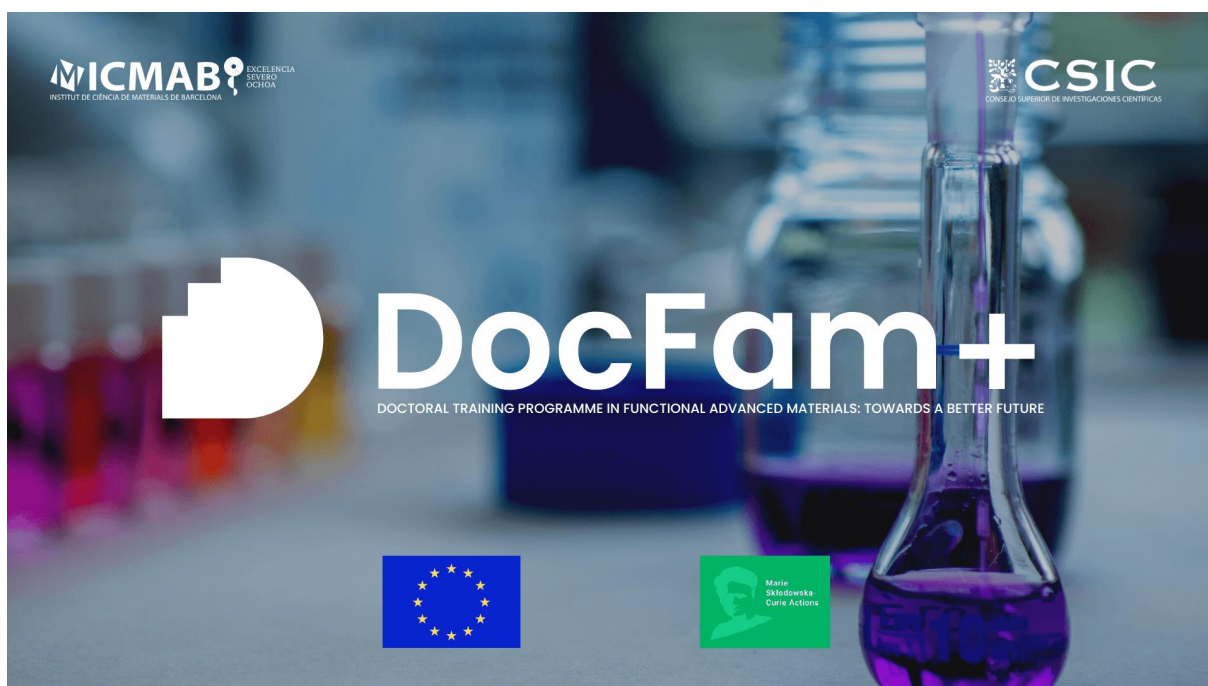 ICMAB
EXCELENCIA
SEVERO
OCHOA
INSTITUT DE CIÈNCIA DE MATERIALS DE BARCELONA
CSIC
CONSEJO SUPERIOR DE INVESTIGACIONES CIENTÍFICAS
DocFam+
DOCTORAL TRAINING PROGRAMME IN FUNCTIONAL ADVANCED MATERIALS: TOWARDS A BETTER FUTURE
Marie
Skłodowska-
Curie Actions